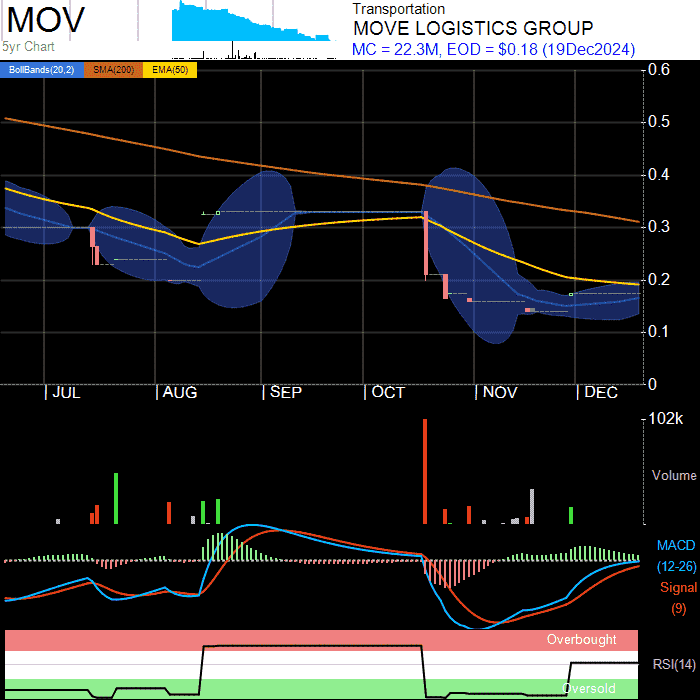 MOV
5yr Chart
Transportation
MOVE LOGISTICS GROUP
MC = 22.3M, EOD = $0.18 (19Dec2024)
BollBands(20,2) SMA(200) EMA(50)
0.6
0.5
0.4
0.3
0.2
0.1
0
JUL AUG SEP OCT NOV DEC
102k
Volume
MACD
(12-26)
Signal
(9)
Overbought
RSI(14)
Oversold